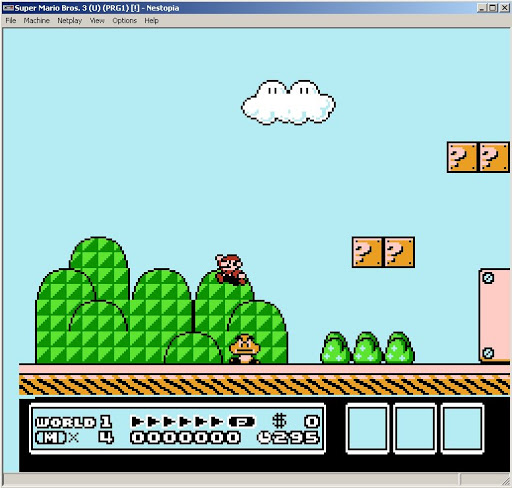 Super Mario Bros. 3 (U) (PRG1) [!] - Nestopia
File Machine Netplay View Options Help
? ?
? ?
WORLD 1 P $ 0
(M)× 4 0000000 295